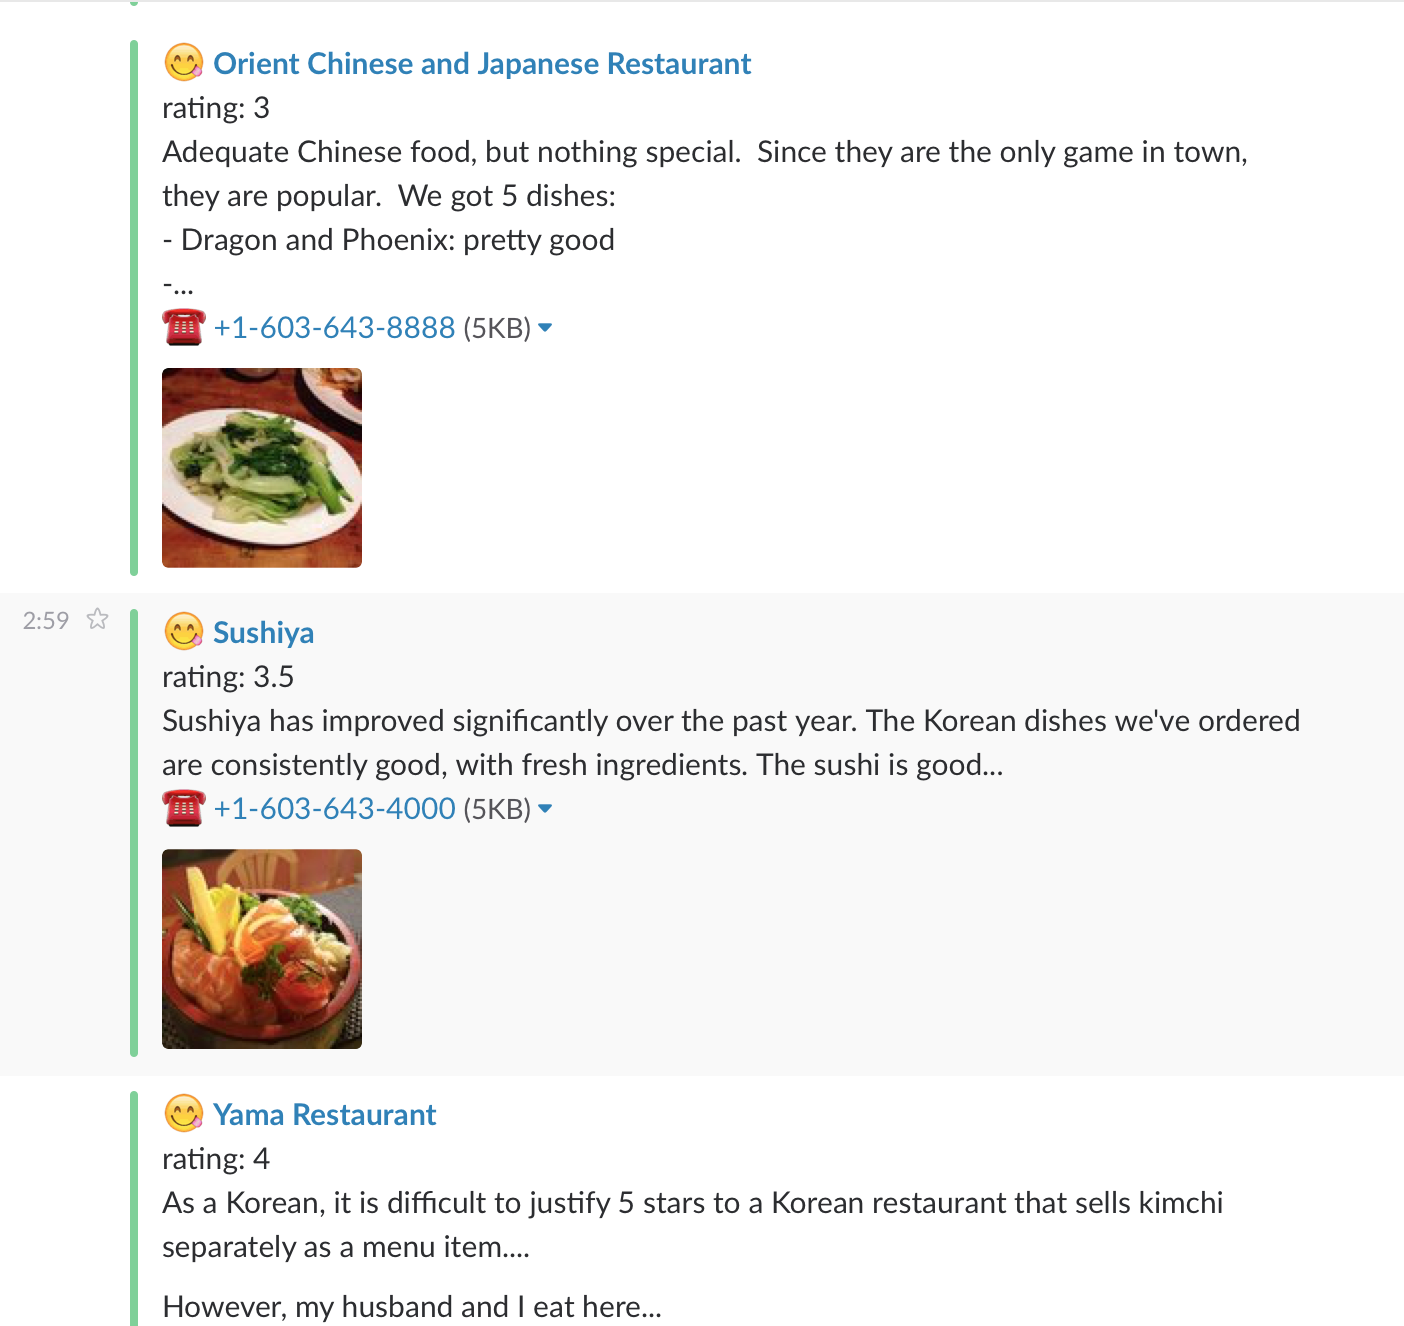 Orient Chinese and Japanese Restaurant
rating: 3
Adequate Chinese food, but nothing special.  Since they are the only game in town,
they are popular.  We got 5 dishes:
- Dragon and Phoenix: pretty good
-...
+1-603-643-8888 (5KB)
2:59
Sushiya
rating: 3.5
Sushiya has improved significantly over the past year. The Korean dishes we've ordered
are consistently good, with fresh ingredients. The sushi is good...
+1-603-643-4000 (5KB)
Yama Restaurant
rating: 4
As a Korean, it is difficult to justify 5 stars to a Korean restaurant that sells kimchi
separately as a menu item....
However, my husband and I eat here...